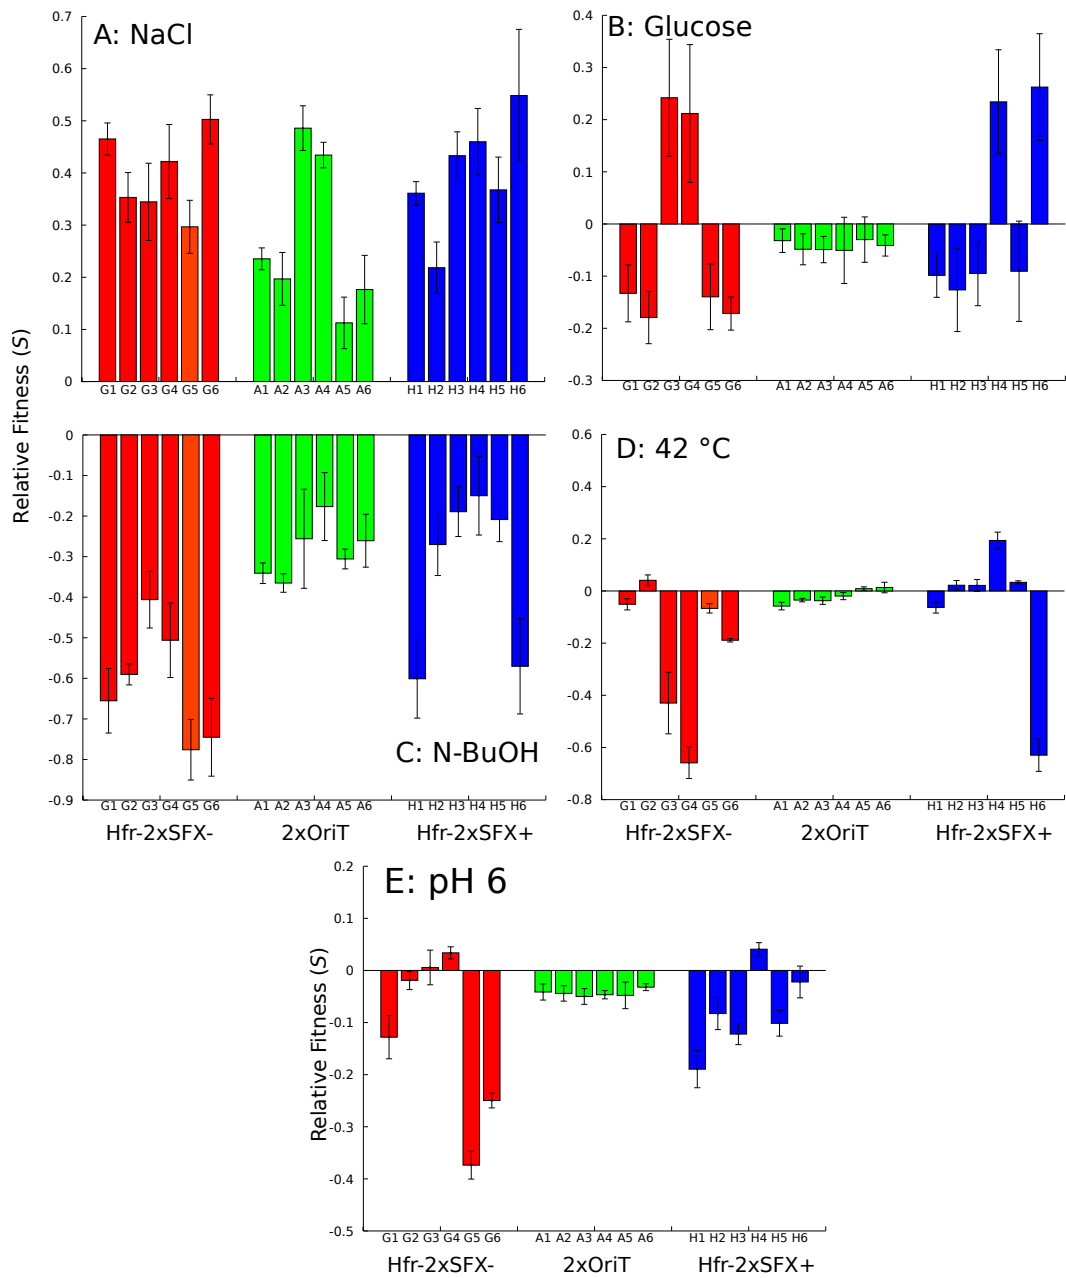 A: NaCl
0.7
0.6
0.5
0.4
0.3
0.2
0.1
0
G1 G2 G3 G4 G5 G6 A1 A2 A3 A4 A5 A6 H1 H2 H3 H4 H5 H6
B: Glucose
0.4
0.3
0.2
0.1
0
-0.1
-0.2
-0.3
G1 G2 G3 G4 G5 G6 A1 A2 A3 A4 A5 A6 H1 H2 H3 H4 H5 H6
Relative Fitness (S)
0
-0.1
-0.2
-0.3
-0.4
-0.5
-0.6
-0.7
-0.8
-0.9
C: N-BuOH
G1 G2 G3 G4 G5 G6 A1 A2 A3 A4 A5 A6 H1 H2 H3 H4 H5 H6
Hfr-2xSFX- 2xOriT Hfr-2xSFX+
D: 42 °C
0.6
0.4
0.2
0
-0.2
-0.4
-0.6
-0.8
G1 G2 G3 G4 G5 G6 A1 A2 A3 A4 A5 A6 H1 H2 H3 H4 H5 H6
Hfr-2xSFX- 2xOriT Hfr-2xSFX+
E: pH 6
Relative Fitness (S)
0.2
0.1
0
-0.1
-0.2
-0.3
-0.4
-0.5
G1 G2 G3 G4 G5 G6 A1 A2 A3 A4 A5 A6 H1 H2 H3 H4 H5 H6
Hfr-2xSFX- 2xOriT Hfr-2xSFX+